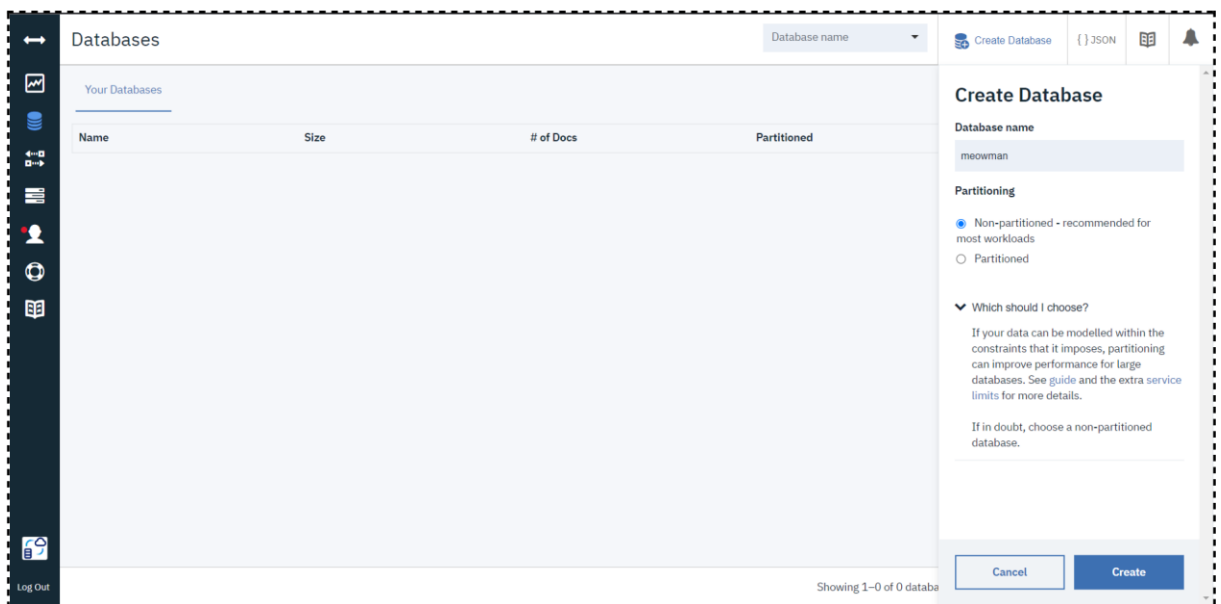 Databases
Database name
Create Database
{ } JSON
Your Databases
Name Size # of Docs Partitioned
Create Database
Database name
meowman
Partitioning
Non-partitioned - recommended for
most workloads
Partitioned
Which should I choose?
If your data can be modelled within the
constraints that it imposes, partitioning
can improve performance for large
databases. See guide and the extra service
limits for more details.
If in doubt, choose a non-partitioned
database.
Cancel
Create
Log Out
Showing 1–0 of 0 databa